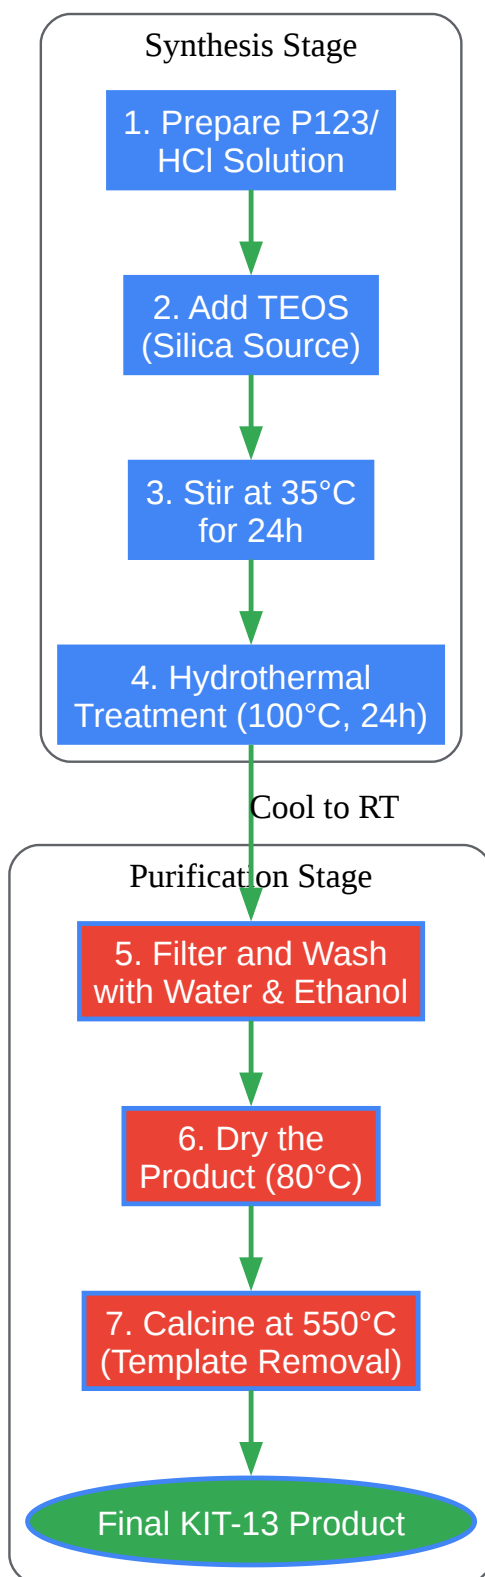 Synthesis Stage
1. Prepare P123/
HCl Solution
2. Add TEOS
(Silica Source)
3. Stir at 35°C
for 24h
4. Hydrothermal
Treatment (100°C, 24h)
Cool to RT
Purification Stage
5. Filter and Wash
with Water & Ethanol
6. Dry the
Product (80°C)
7. Calcine at 550°C
(Template Removal)
Final KIT-13 Product